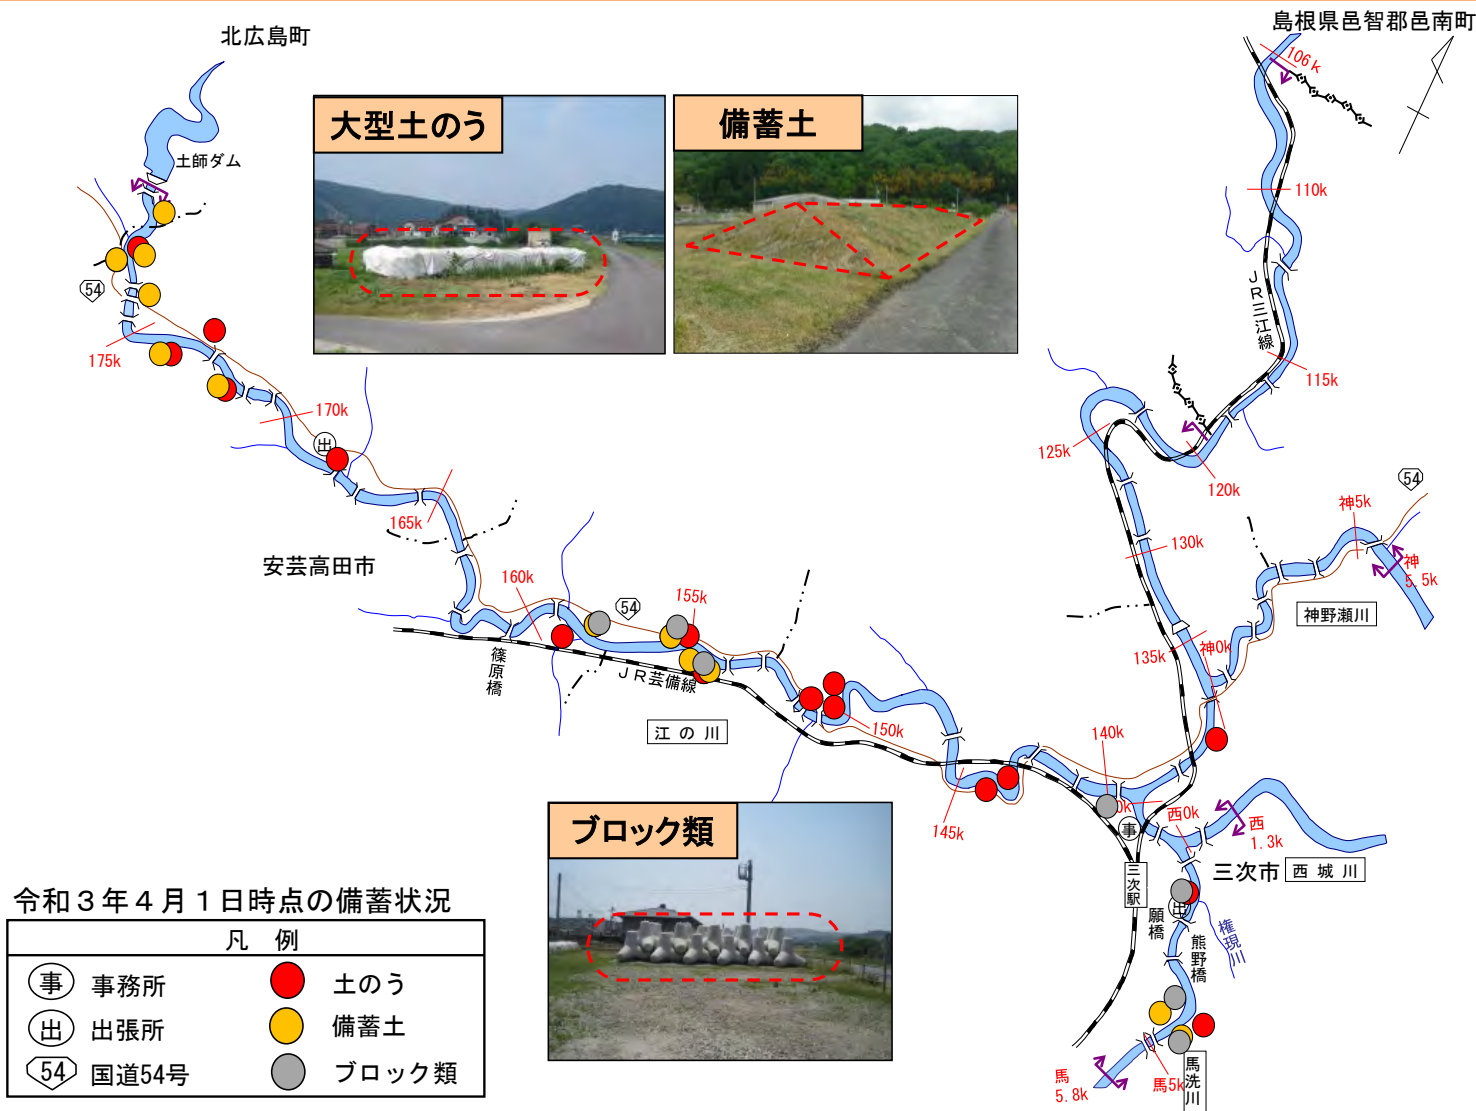 北広島町
島根県邑智郡邑南町
106k
大型土のう
備蓄土
土師ダム
110k
54
JR三江線
175k
115k
170k
出
125k
120k
54
神5k
165k
130k
神
5.5k
安芸高田市
160k
155k
54
神野瀬川
135k
神0k
篠原橋
JR芸備線
江の川
150k
140k
145k
0k
西0k
西
1.3k
事
ブロック類
三次駅
三次市
西城川
出
願橋
熊野橋
権現川
馬
5.8k
馬5k
馬洗川
令和3年4月1日時点の備蓄状況
凡 例
事 事務所
土のう
出 出張所
備蓄土
54 国道54号
ブロック類